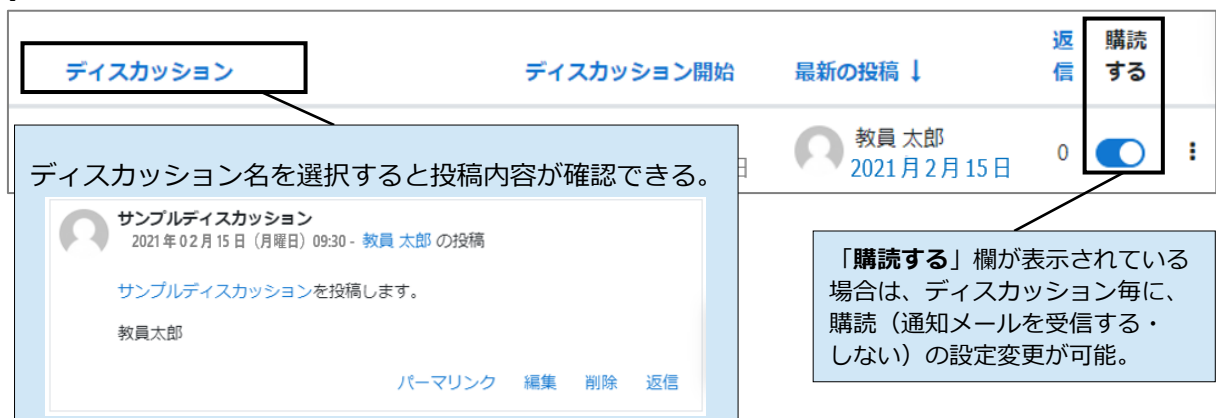 ディスカッション
ディスカッション開始
最新の投稿 ↓
返信
購読する
教員 太郎
2021月2月15日
日
0
ディスカッション名を選択すると投稿内容が確認できる。
サンプルディスカッション
2021年02月15日（月曜日）09:30 - 教員 太郎 の投稿
サンプルディスカッションを投稿します。
教員太郎
パーマリンク 編集 削除 返信
「購読する」欄が表示されている
場合は、ディスカッション毎に、
購読（通知メールを受信する・
しない）の設定変更が可能。